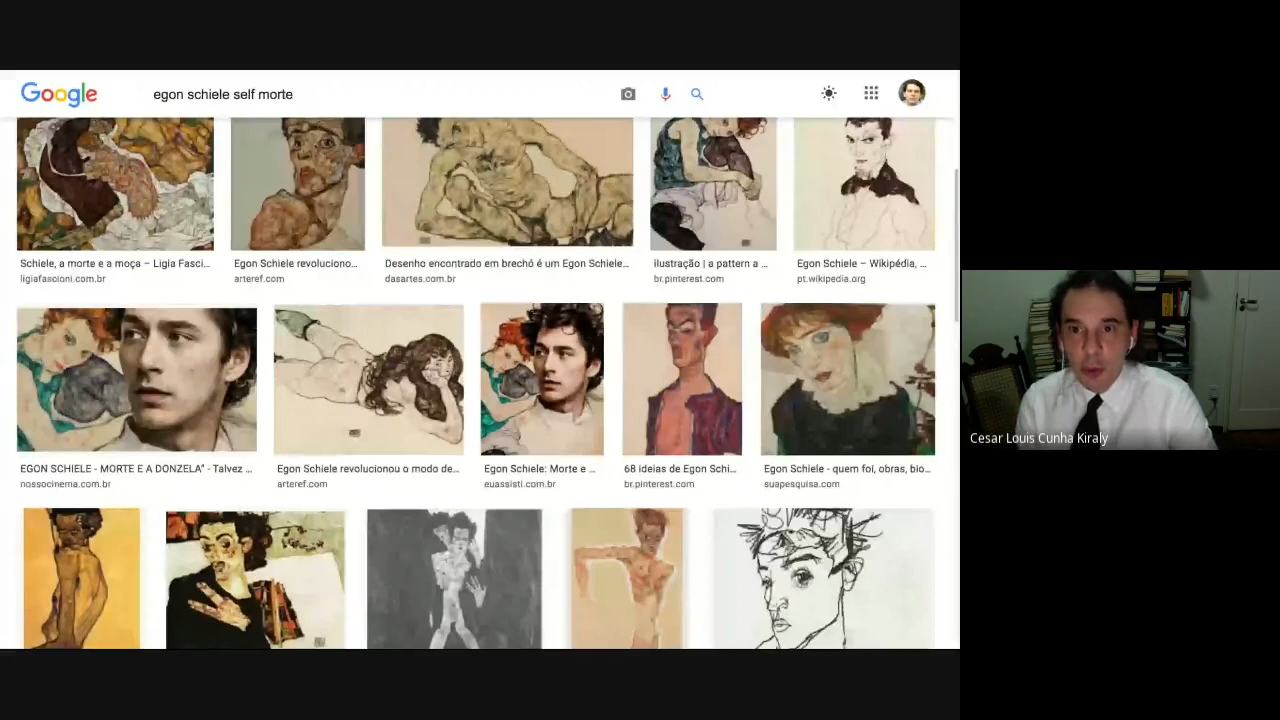 Google
egon schiele self morte
Schiele, a morte e a moça – Ligia Fasci...
ligiafascioni.com.br
Egon Schiele revoluciono...
arteref.com
Desenho encontrado em brechó é um Egon Schiele...
dasartes.com.br
ilustração | a pattern a ...
br.pinterest.com
Egon Schiele – Wikipédia, ...
pt.wikipedia.org
EGON SCHIELE - MORTE E A DONZELA" - Talvez ...
nossocinema.com.br
Egon Schiele revolucionou o modo de...
arteref.com
Egon Schiele: Morte e ...
euassisti.com.br
68 ideias de Egon Schi...
br.pinterest.com
Egon Schiele - quem foi, obras, bio...
suapesquisa.com
Cesar Louis Cunha Kiraly